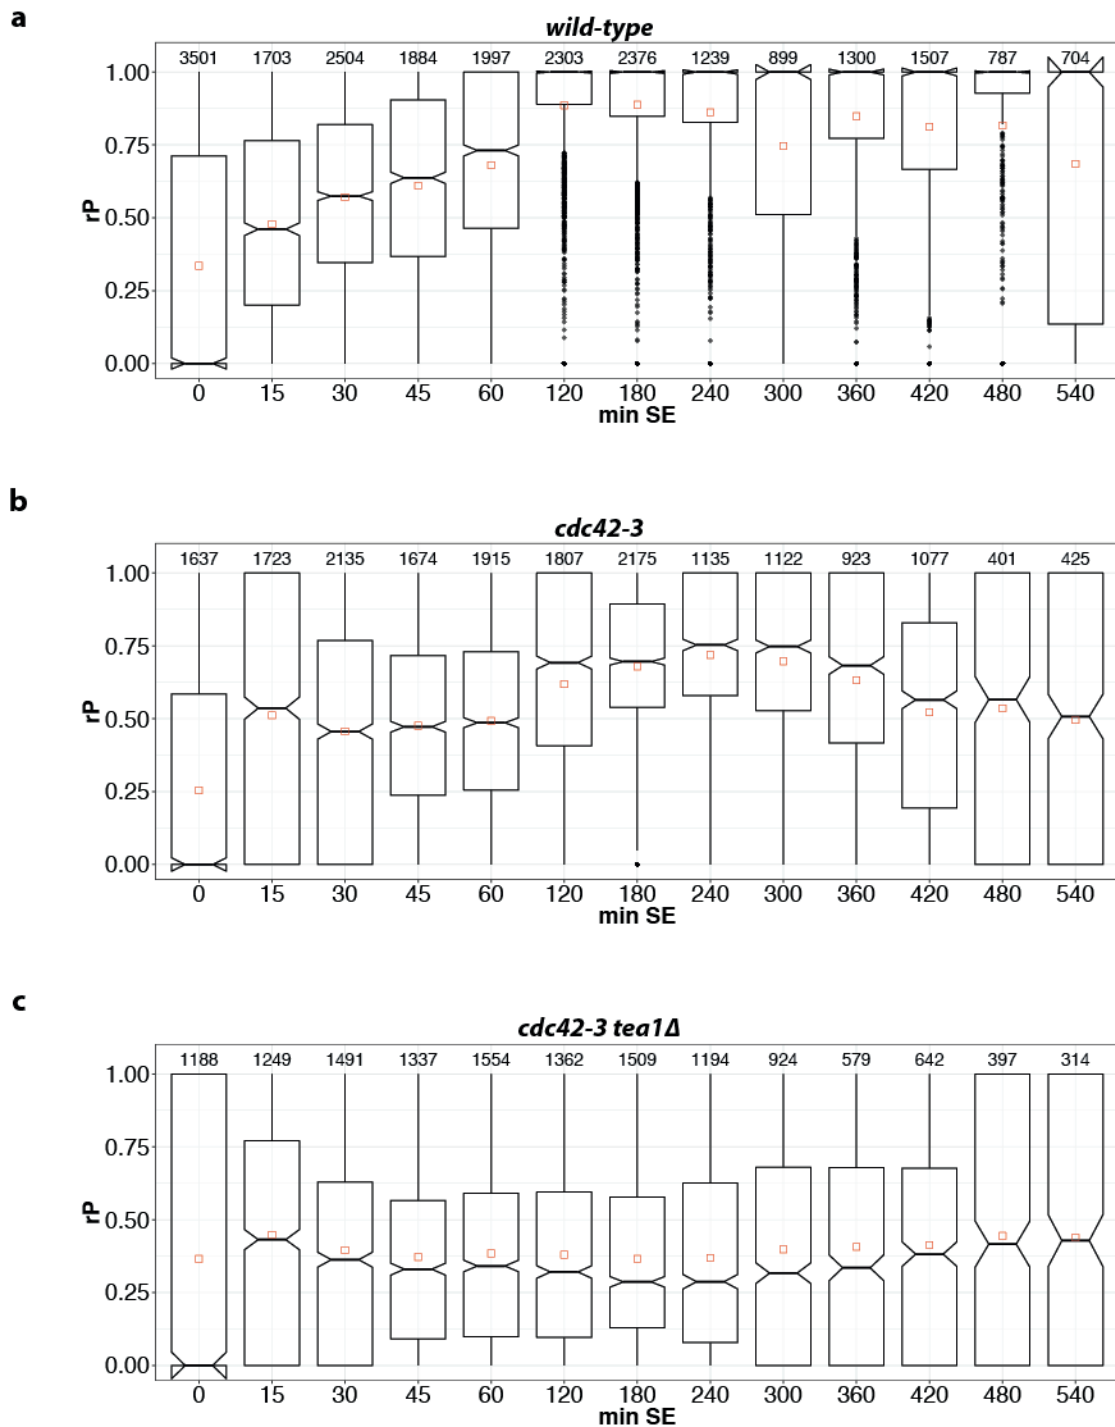 a
wild-type
3501 1703 2504 1884 1997 2303 2376 1239 899 1300 1507 787 704
1.00
0.75
0.50
0.25
0.00
rP
0 15 30 45 60 120 180 240 300 360 420 480 540
min SE
b
cdc42-3
1637 1723 2135 1674 1915 1807 2175 1135 1122 923 1077 401 425
1.00
0.75
0.50
0.25
0.00
rP
0 15 30 45 60 120 180 240 300 360 420 480 540
min SE
c
cdc42-3 tea1Δ
1188 1249 1491 1337 1554 1362 1509 1194 924 579 642 397 314
1.00
0.75
0.50
0.25
0.00
rP
0 15 30 45 60 120 180 240 300 360 420 480 540
min SE